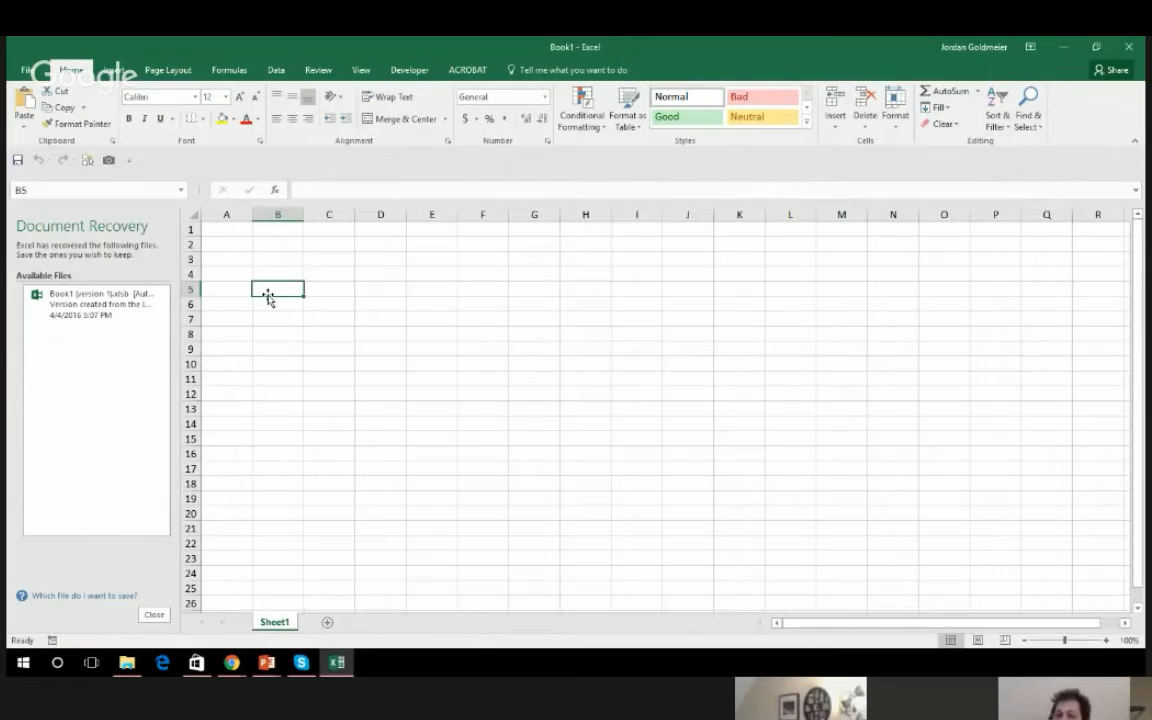 Book1 - Excel
Jordan Goldmeier
Google
File Home Insert Page Layout Formulas Data Review View Developer ACROBAT Tell me what you want to do
Share
Paste
Cut
Copy
Format Painter
Clipboard
Calibri 12
A A
B I U A
Font
Wrap Text
Merge & Center
Alignment
General
$ % ,
Number
Conditional Formatting
Format as Table
Normal Bad
Good Neutral
Styles
Insert Delete Format
Cells
AutoSum
Fill
Clear
Sort & Filter
Find & Select
Editing
B5
fx
Document Recovery
Excel has recovered the following files.
Save the ones you wish to keep.
Available Files
Book1 (version 1).xlsb [Aut...
Version created from the l...
4/4/2016 5:07 PM
Which file do I want to save?
Close
A B C D E F G H I J K L M N O P Q R
1
2
3
4
5
6
7
8
9
10
11
12
13
14
15
16
17
18
19
20
21
22
23
24
25
26
Sheet1
Ready
100%